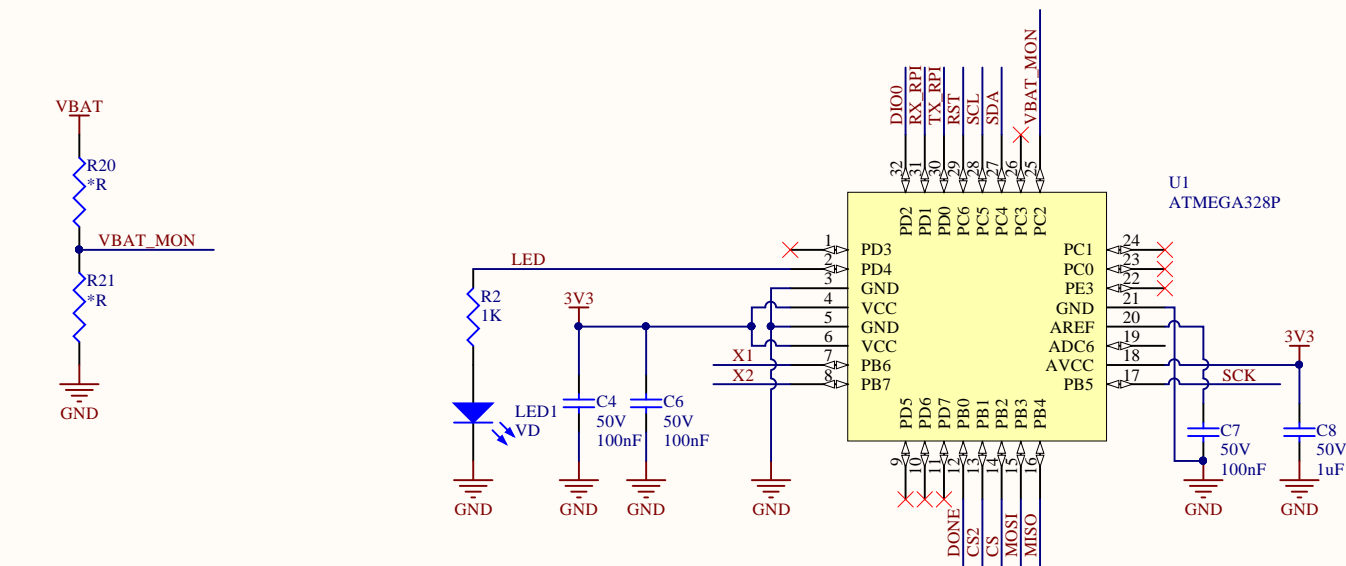 VBAT
R20
*R
VBAT_MON
R21
*R
GND
LED
R2
1K
LED1
VD
GND
3V3
C4
50V
100nF
GND
C6
50V
100nF
GND
GND
X1
X2
DIO0
RX_RPI
TX_RPI
RST
SCL
SDA
VBAT_MON
32
31
30
29
28
27
26
25
PD2
PD1
PD0
PC6
PC5
PC4
PC3
PC2
U1
ATMEGA328P
1 PD3
2 PD4
3 GND
4 VCC
5 GND
6 VCC
7 PB6
8 PB7
PC1 24
PC0 23
PE3 22
GND 21
AREF 20
ADC6 19
AVCC 18
PB5 17
SCK
PD5
PD6
PD7
PB0
PB1
PB2
PB3
PB4
9
10
11
12
13
14
15
16
DONE
CS2
CS
MOSI
MISO
C7
50V
100nF
GND
3V3
C8
50V
1uF
GND